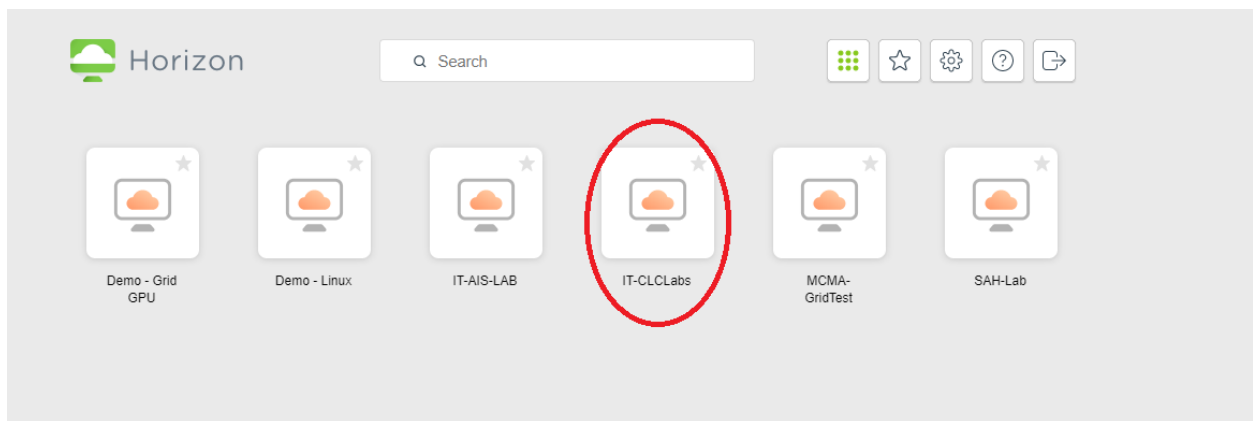 Horizon
Search
Demo - Grid
GPU
Demo - Linux
IT-AIS-LAB
IT-CLCLabs
MCMA-
GridTest
SAH-Lab